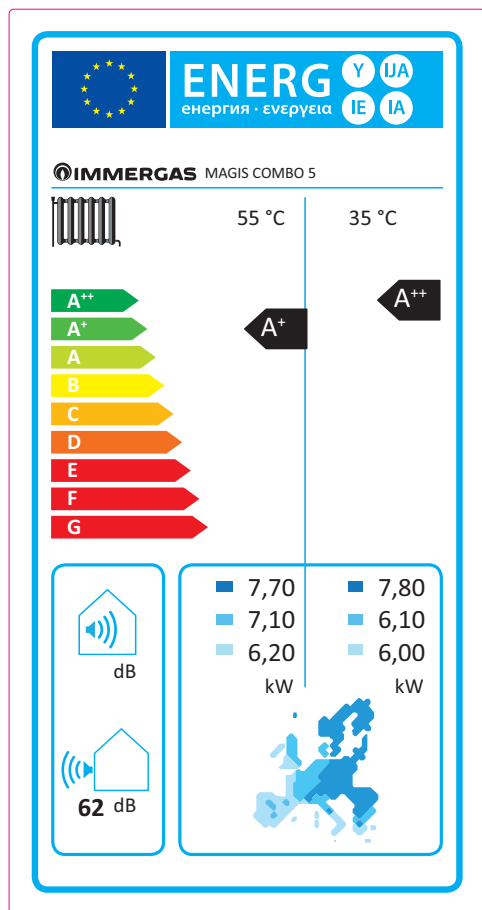 ENERG
енергия · ενεργεια
Y
IJA
IE
IA
IMMERGAS MAGIS COMBO 5
55 °C
35 °C
A++
A+
A
B
C
D
E
F
G
A+
A++
dB
62 dB
7,70
7,10
6,20
kW
7,80
6,10
6,00
kW